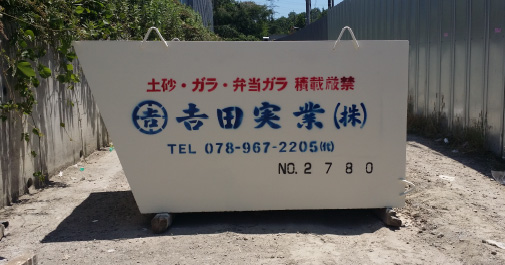 土砂・ガラ・弁当ガラ 積載厳禁
吉 𠮷田実業(株)
TEL 078-967-2205㈹
NO.2780